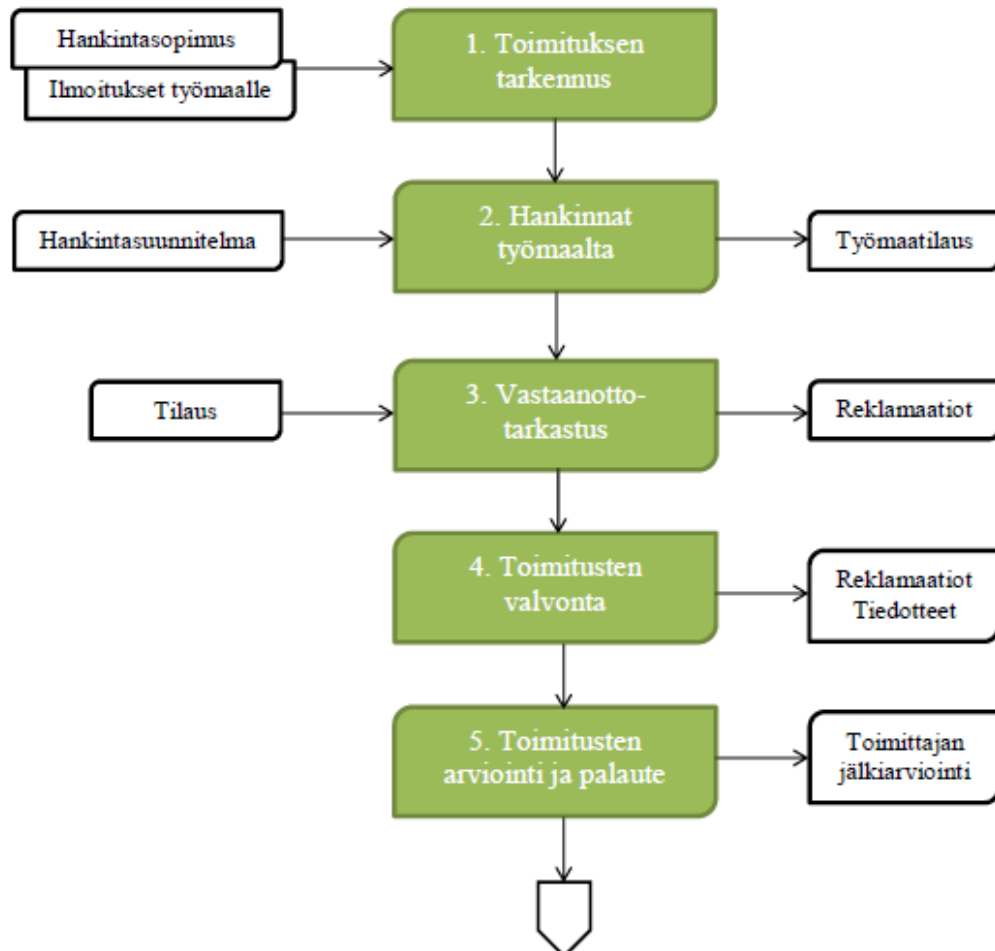 Hankintasopimus
Ilmoitukset työmaalle
1. Toimituksen
tarkennus
Hankintasuunnitelma
2. Hankinnat
työmaalta
Työmaatilaus
Tilaus
3. Vastaanotto-
tarkastus
Reklamaatiot
4. Toimitusten
valvonta
Reklamaatiot
Tiedotteet
5. Toimitusten
arviointi ja palaute
Toimittajan
jälkiarviointi